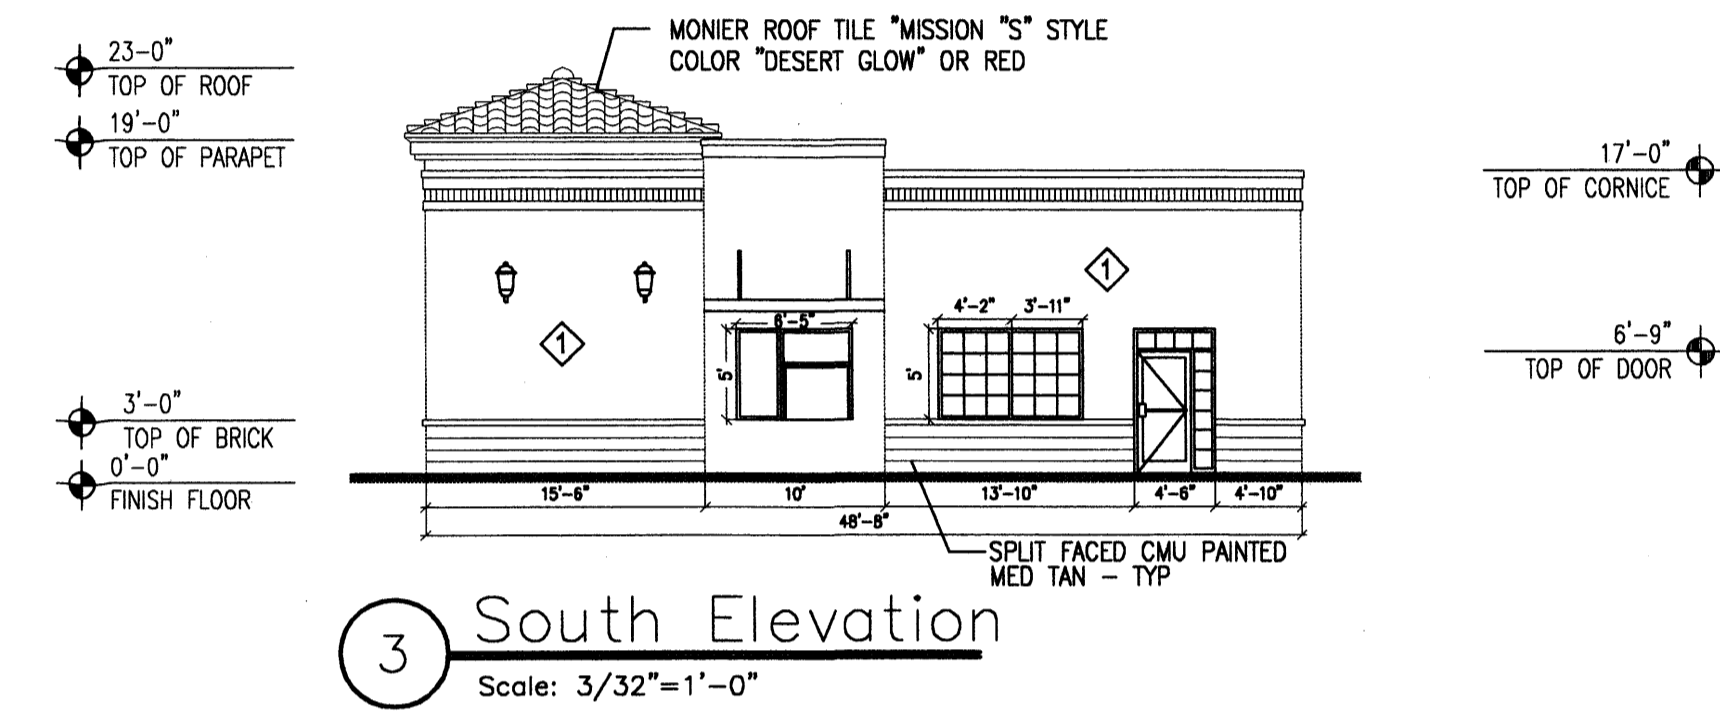 MONIER ROOF TILE "MISSION "S" STYLE
COLOR "DESERT GLOW" OR RED
23-0"
TOP OF ROOF
19'-0"
TOP OF PARAPET
17'-0"
TOP OF CORNICE
1
1
4'-2" 3'-11"
6'-5"
5'
5'
6'-9"
TOP OF DOOR
3'-0"
TOP OF BRICK
0'-0"
FINISH FLOOR
15'-6" 10' 13'-10" 4'-6" 4'-10"
48'-8"
SPLIT FACED CMU PAINTED
MED TAN - TYP
3
South Elevation
Scale: 3/32"=1'-0"